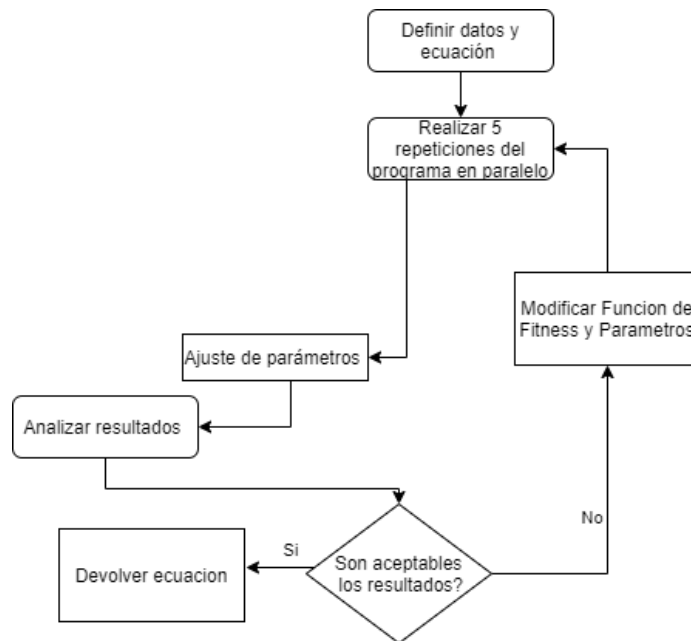 Definir datos y
ecuación
Realizar 5
repeticiones del
programa en paralelo
Modificar Funcion de
Fitness y Parametros
Ajuste de parámetros
Analizar resultados
No
Si
Son aceptables
los resultados?
Devolver ecuacion